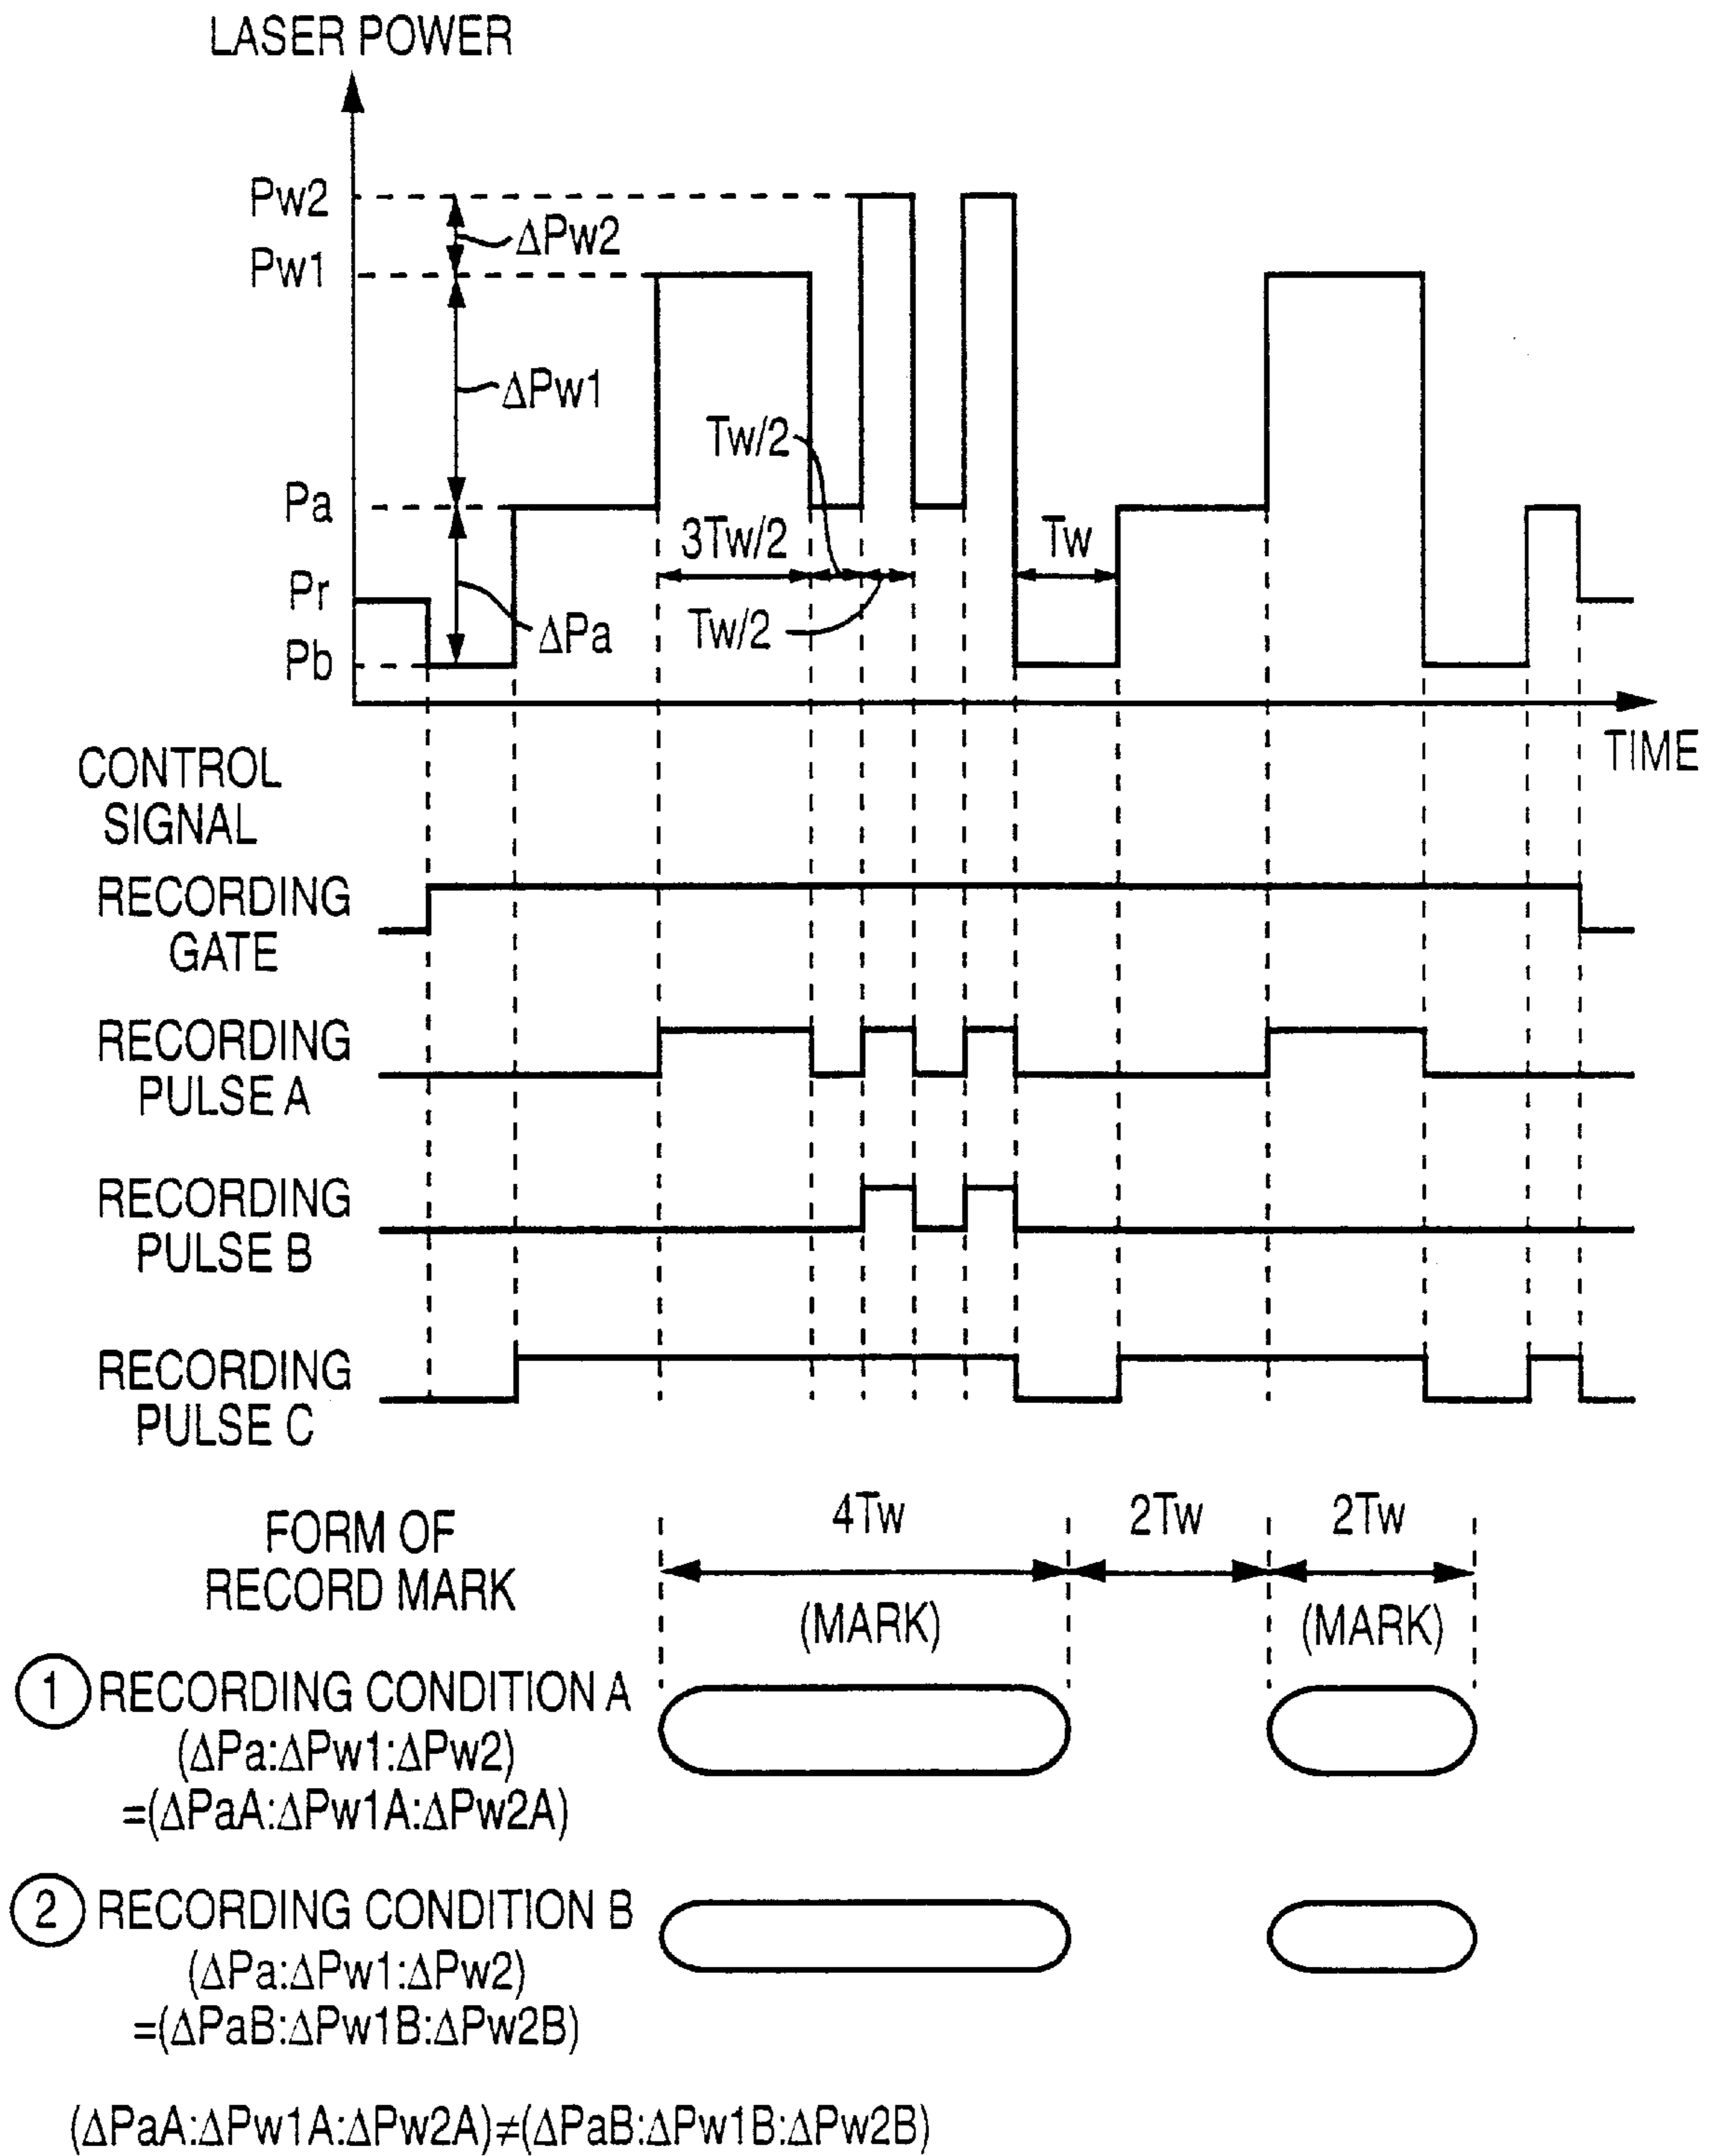 LASER POWER
Pw2
ΔPw2
Pw1
ΔPw1
Tw/2
Pa
3Tw/2
Tw
Pr
ΔPa
Tw/2
Pb
TIME
CONTROL
SIGNAL
RECORDING
GATE
RECORDING
PULSE A
RECORDING
PULSE B
RECORDING
PULSE C
FORM OF
RECORD MARK
4Tw
2Tw
2Tw
(MARK)
(MARK)
① RECORDING CONDITION A
(ΔPa:ΔPw1:ΔPw2)
=(ΔPaA:ΔPw1A:ΔPw2A)
② RECORDING CONDITION B
(ΔPa:ΔPw1:ΔPw2)
=(ΔPaB:ΔPw1B:ΔPw2B)
(ΔPaA:ΔPw1A:ΔPw2A)≠(ΔPaB:ΔPw1B:ΔPw2B)